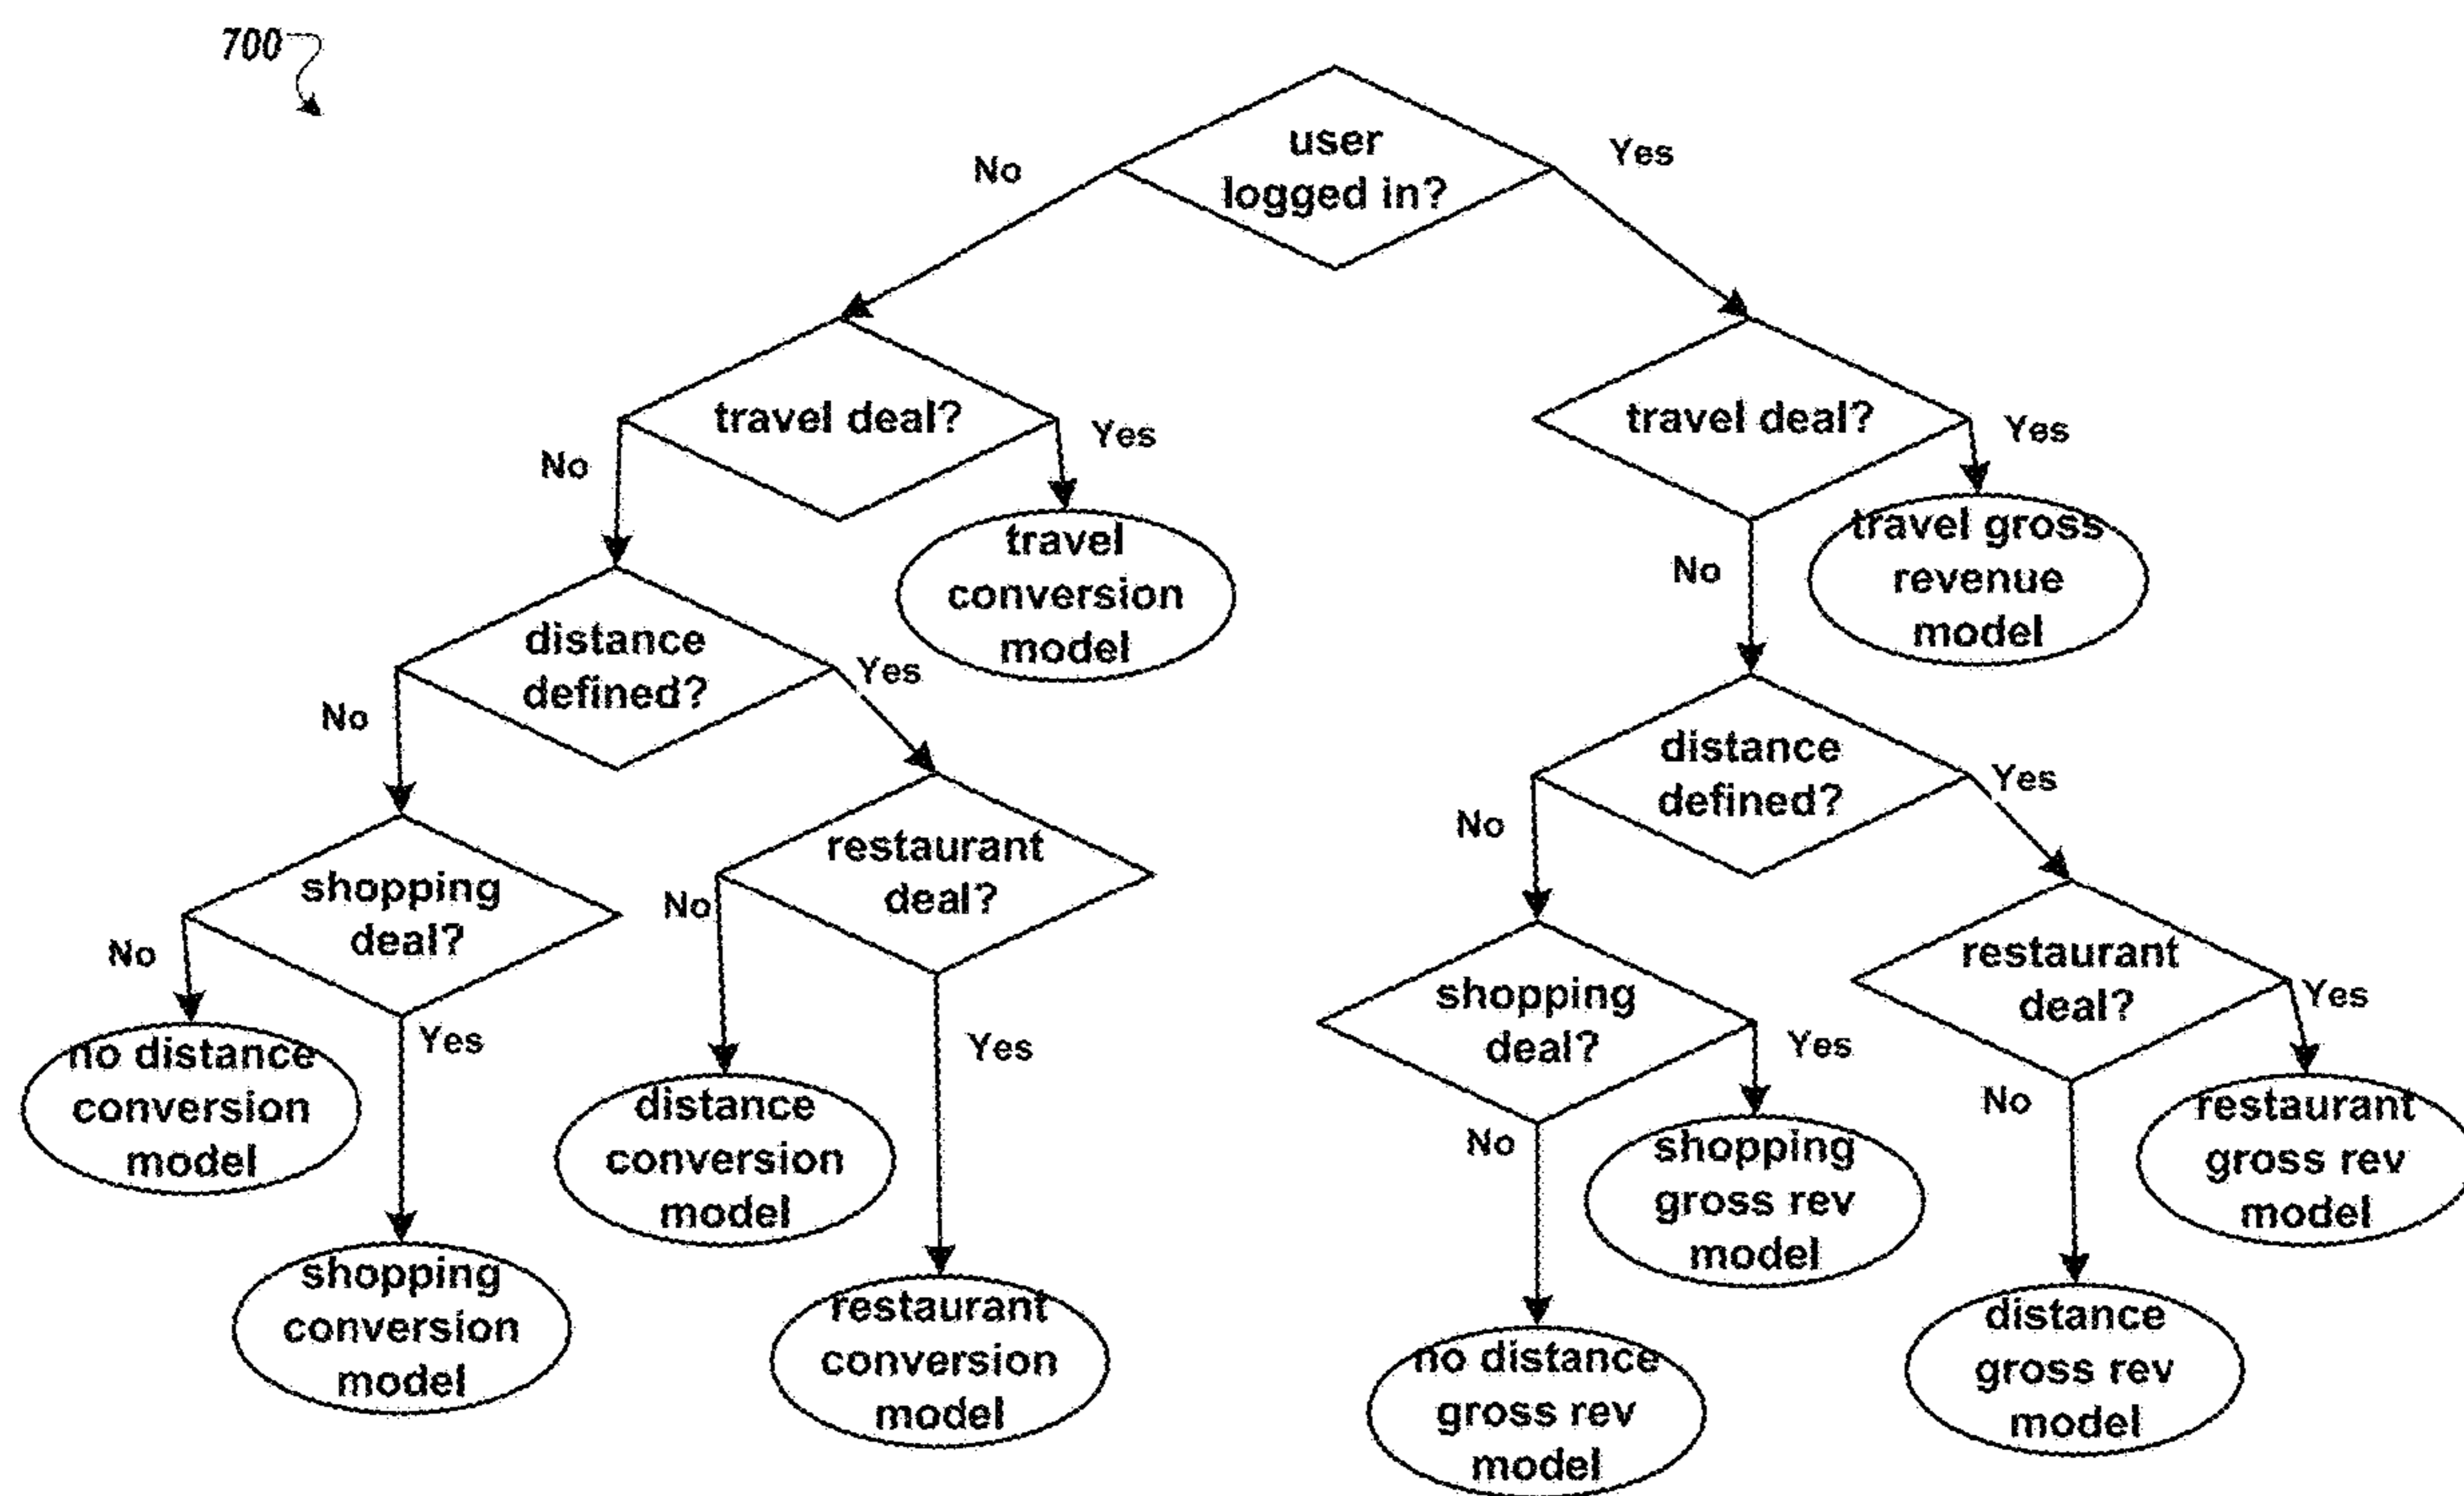 700
user
logged in?
No
Yes
travel deal?
No
Yes
travel
conversion
model
distance
defined?
No
Yes
shopping
deal?
No
Yes
no distance
conversion
model
shopping
conversion
model
restaurant
deal?
No
Yes
distance
conversion
model
restaurant
conversion
model
travel deal?
Yes
No
travel gross
revenue
model
distance
defined?
No
Yes
shopping
deal?
No
Yes
shopping
gross rev
model
no distance
gross rev
model
restaurant
deal?
Yes
No
restaurant
gross rev
model
distance
gross rev
model